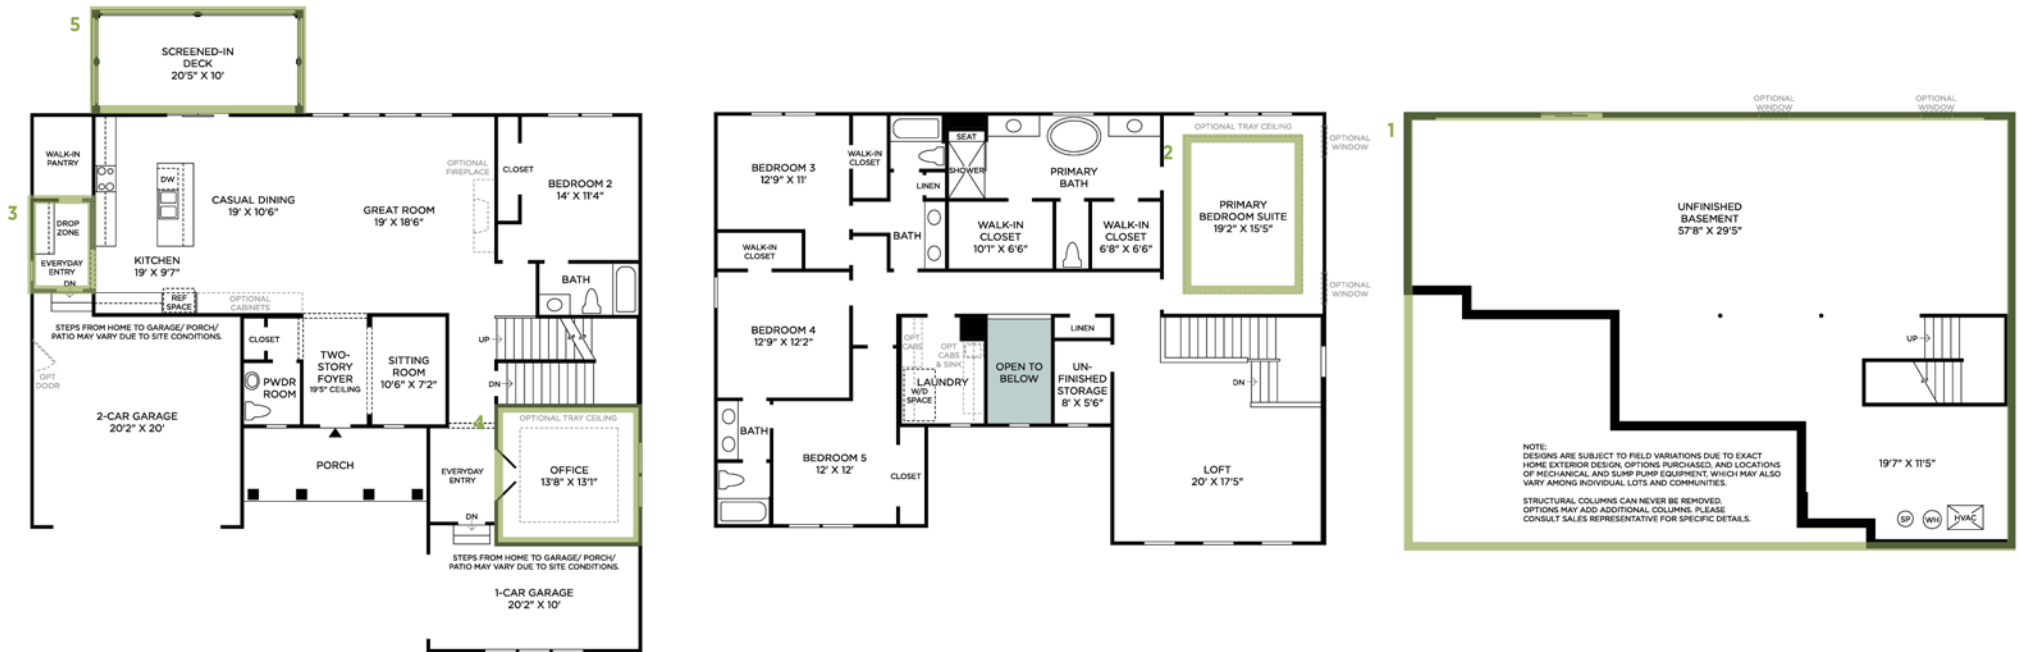 5
SCREENED-IN
DECK
20'5" X 10'
WALK-IN
PANTRY
3
DROP
ZONE
EVERYDAY
ENTRY
DN
DW
CASUAL DINING
19' X 10'6"
KITCHEN
19' X 9'7"
REF
SPACE
OPTIONAL
CABINETS
OPTIONAL
FIREPLACE
GREAT ROOM
19' X 18'6"
CLOSET
BEDROOM 2
14' X 11'4"
BATH
STEPS FROM HOME TO GARAGE/ PORCH/
PATIO MAY VARY DUE TO SITE CONDITIONS.
OPT
DOOR
2-CAR GARAGE
20'2" X 20'
CLOSET
PWDR
ROOM
TWO-
STORY
FOYER
19'5" CEILING
SITTING
ROOM
10'6" X 7'2"
UP
DN
PORCH
4
OPTIONAL TRAY CEILING
OFFICE
13'8" X 13'1"
EVERYDAY
ENTRY
DN
STEPS FROM HOME TO GARAGE/ PORCH/
PATIO MAY VARY DUE TO SITE CONDITIONS.
1-CAR GARAGE
20'2" X 10'
BEDROOM 3
12'9" X 11'
WALK-IN
CLOSET
WALK-IN
CLOSET
LINEN
BATH
SEAT
SHOWER
PRIMARY
BATH
WALK-IN
CLOSET
10'1" X 6'6"
WALK-IN
CLOSET
6'8" X 6'6"
2
OPTIONAL TRAY CEILING
PRIMARY
BEDROOM SUITE
19'2" X 15'5"
OPTIONAL
WINDOW
OPTIONAL
WINDOW
BEDROOM 4
12'9" X 12'2"
OPT
CABS
OPT
CABS
& SINK
LAUNDRY
W/D
SPACE
OPEN TO
BELOW
LINEN
UN-
FINISHED
STORAGE
8' X 5'6"
DN
BATH
BEDROOM 5
12' X 12'
CLOSET
LOFT
20' X 17'5"
1
OPTIONAL
WINDOW
OPTIONAL
WINDOW
UNFINISHED
BASEMENT
57'8" X 29'5"
UP
NOTE:
DESIGNS ARE SUBJECT TO FIELD VARIATIONS DUE TO EXACT
HOME EXTERIOR DESIGN, OPTIONS PURCHASED, AND LOCATIONS
OF MECHANICAL AND SUMP PUMP EQUIPMENT, WHICH MAY ALSO
VARY AMONG INDIVIDUAL LOTS AND COMMUNITIES.
STRUCTURAL COLUMNS CAN NEVER BE REMOVED.
OPTIONS MAY ADD ADDITIONAL COLUMNS. PLEASE
CONSULT SALES REPRESENTATIVE FOR SPECIFIC DETAILS.
19'7" X 11'5"
SP
WH
HVAC